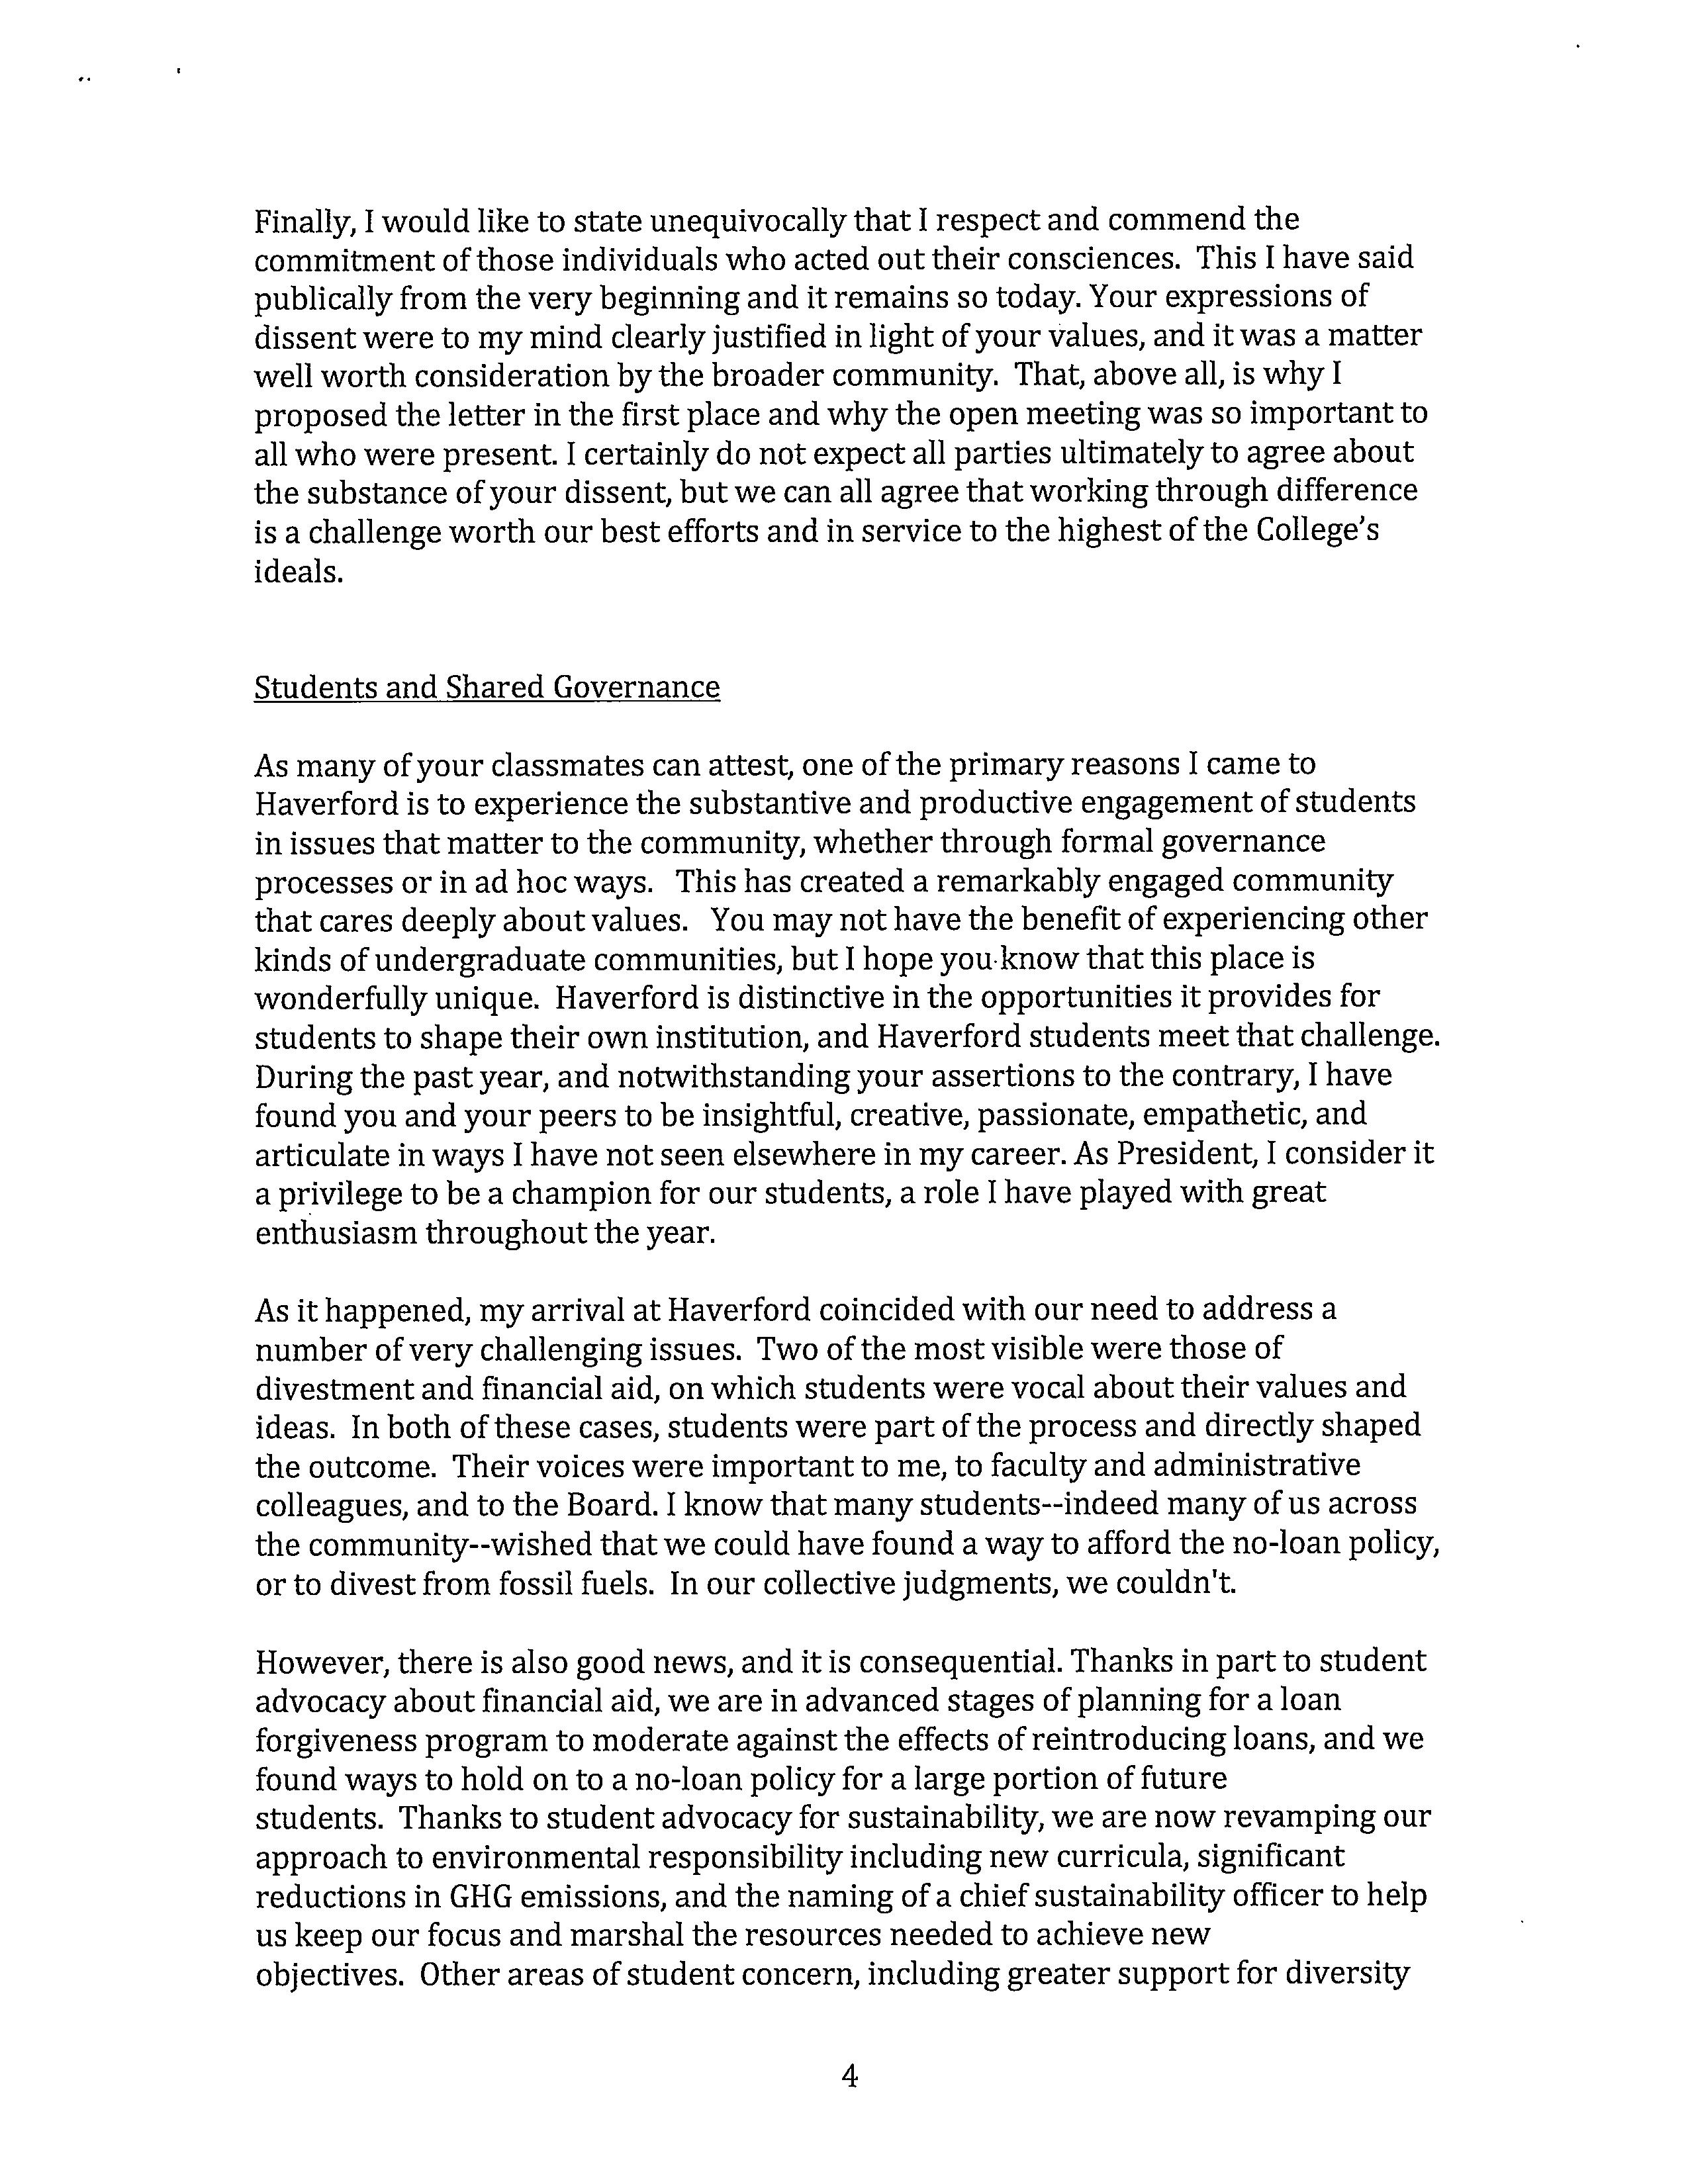 Finally, I would like to state unequivocally that I respect and commend the
commitment of those individuals who acted out their consciences.  This I have said
publically from the very beginning and it remains so today. Your expressions of
dissent were to my mind clearly justified in light of your values, and it was a matter
well worth consideration by the broader community.  That, above all, is why I
proposed the letter in the first place and why the open meeting was so important to
all who were present. I certainly do not expect all parties ultimately to agree about
the substance of your dissent, but we can all agree that working through difference
is a challenge worth our best efforts and in service to the highest of the College's
ideals.
Students and Shared Governance
As many of your classmates can attest, one of the primary reasons I came to
Haverford is to experience the substantive and productive engagement of students
in issues that matter to the community, whether through formal governance
processes or in ad hoc ways.   This has created a remarkably engaged community
that cares deeply about values.   You may not have the benefit of experiencing other
kinds of undergraduate communities, but I hope you know that this place is
wonderfully unique.  Haverford is distinctive in the opportunities it provides for
students to shape their own institution, and Haverford students meet that challenge.
During the past year, and notwithstanding your assertions to the contrary, I have
found you and your peers to be insightful, creative, passionate, empathetic, and
articulate in ways I have not seen elsewhere in my career. As President, I consider it
a privilege to be a champion for our students, a role I have played with great
enthusiasm throughout the year.
As it happened, my arrival at Haverford coincided with our need to address a
number of very challenging issues.  Two of the most visible were those of
divestment and financial aid, on which students were vocal about their values and
ideas.  In both of these cases, students were part of the process and directly shaped
the outcome.  Their voices were important to me, to faculty and administrative
colleagues, and to the Board. I know that many students--indeed many of us across
the community--wished that we could have found a way to afford the no-loan policy,
or to divest from fossil fuels.  In our collective judgments, we couldn't.
However, there is also good news, and it is consequential. Thanks in part to student
advocacy about financial aid, we are in advanced stages of planning for a loan
forgiveness program to moderate against the effects of reintroducing loans, and we
found ways to hold on to a no-loan policy for a large portion of future
students.  Thanks to student advocacy for sustainability, we are now revamping our
approach to environmental responsibility including new curricula, significant
reductions in GHG emissions, and the naming of a chief sustainability officer to help
us keep our focus and marshal the resources needed to achieve new
objectives.  Other areas of student concern, including greater support for diversity
4